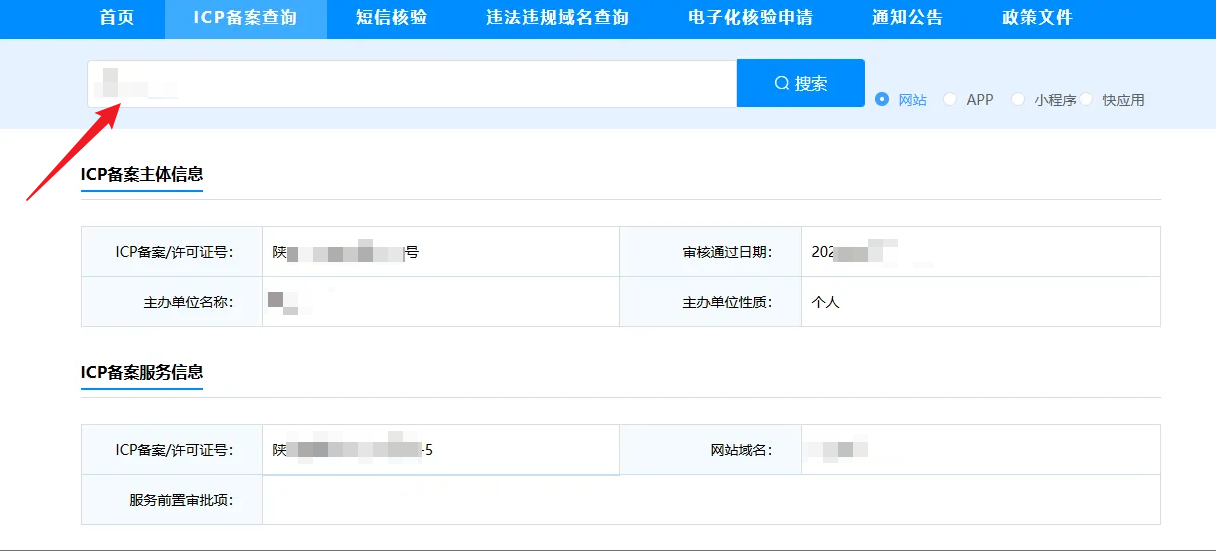 首页 ICP备案查询 短信核验 违法违规域名查询 电子化核验申请 通知公告 政策文件
搜索 网站 APP 小程序 快应用
ICP备案主体信息
ICP备案/许可证号： 陕 号 审核通过日期： 202
主办单位名称： 主办单位性质： 个人
ICP备案服务信息
ICP备案/许可证号： 陕 -5 网站域名：
服务前置审批项：